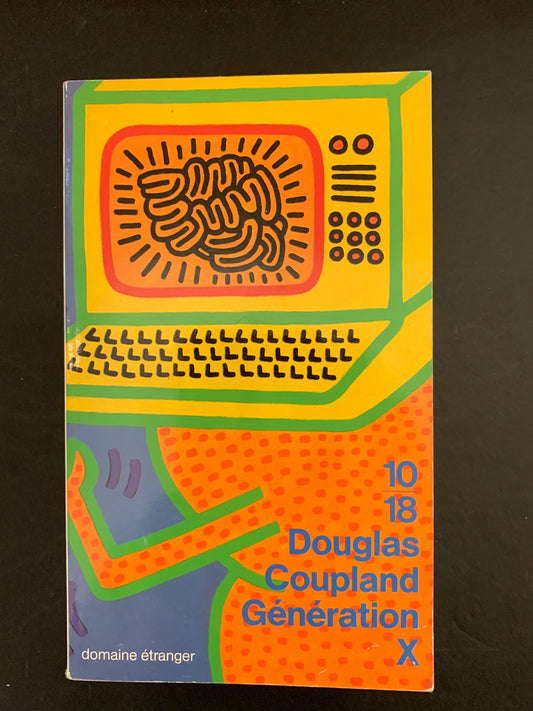 10
18
Douglas
Coupland
Génération
X
domaine étranger